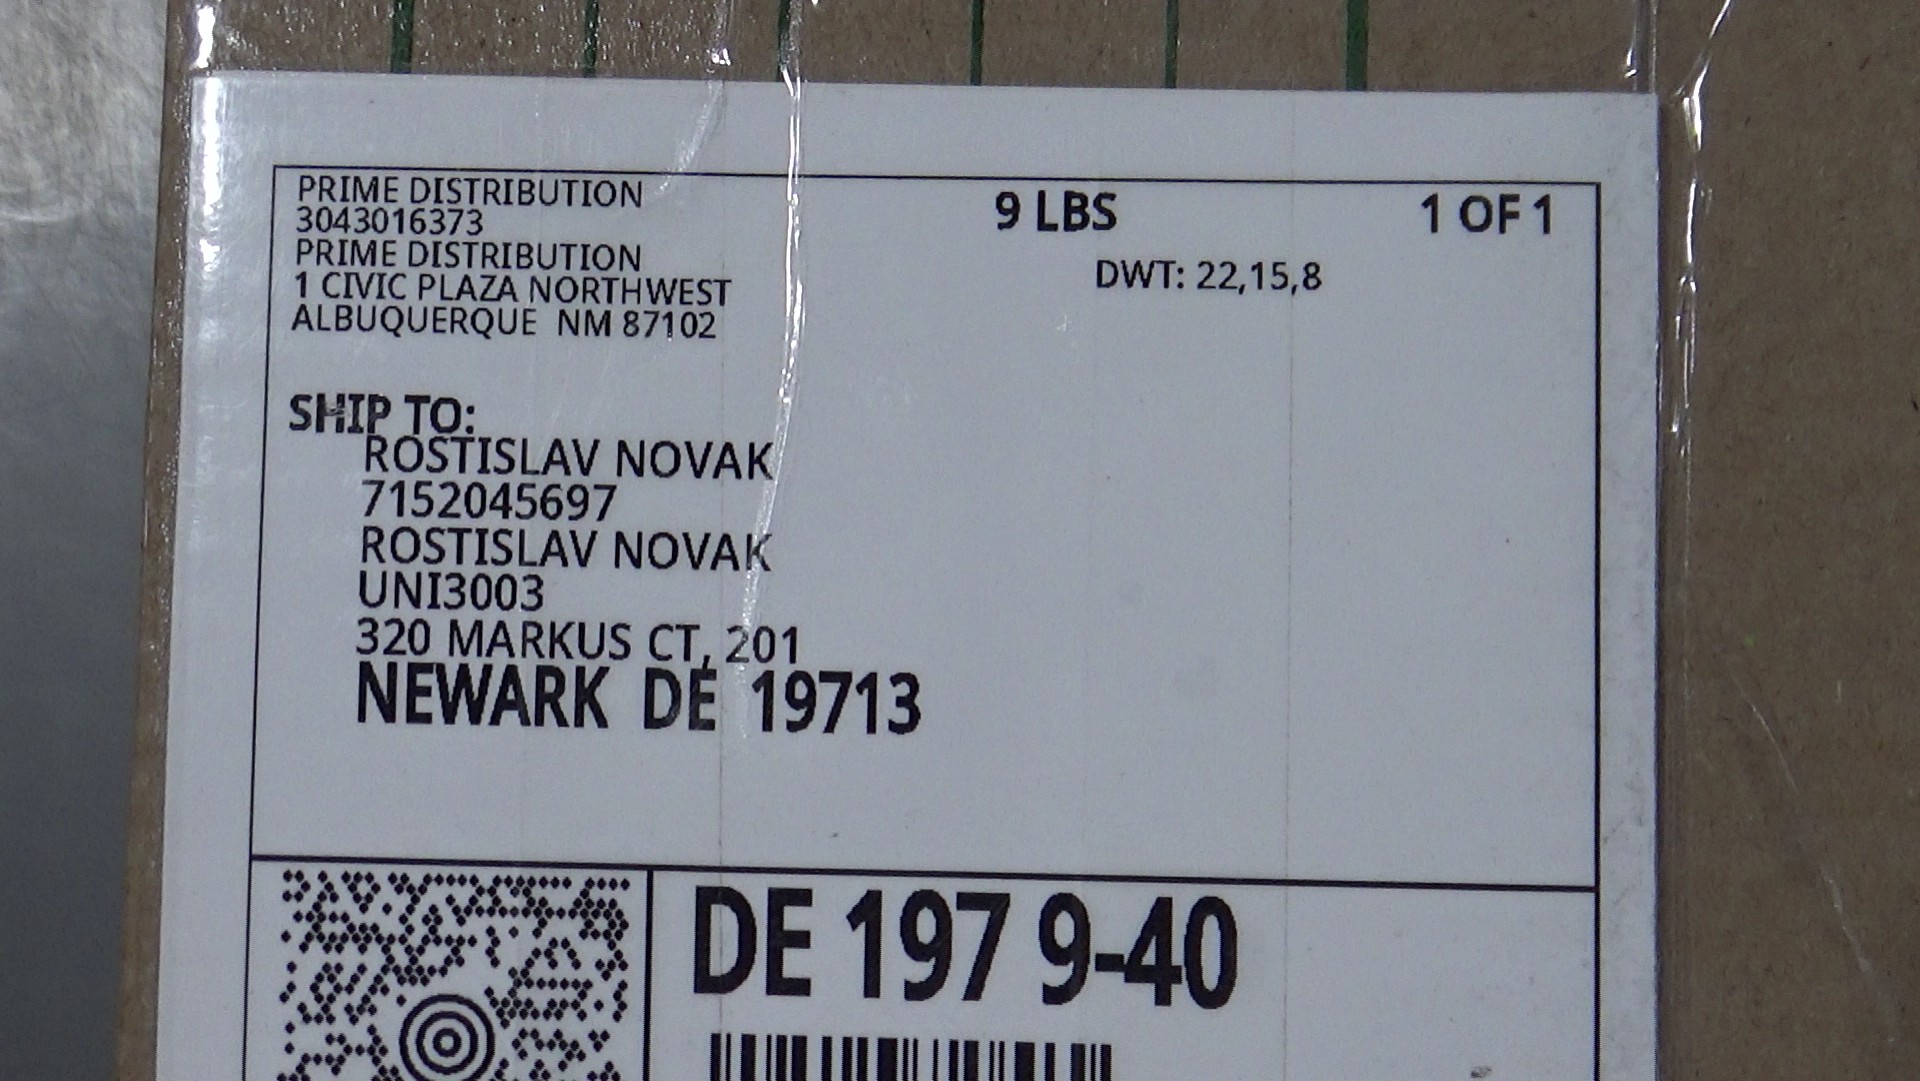 PRIME DISTRIBUTION
3043016373
PRIME DISTRIBUTION
1 CIVIC PLAZA NORTHWEST
ALBUQUERQUE NM 87102
9 LBS
1 OF 1
DWT: 22,15,8
SHIP TO:
ROSTISLAV NOVAK
7152045697
ROSTISLAV NOVAK
UNI3003
320 MARKUS CT, 201
NEWARK DE 19713
DE 197 9-40